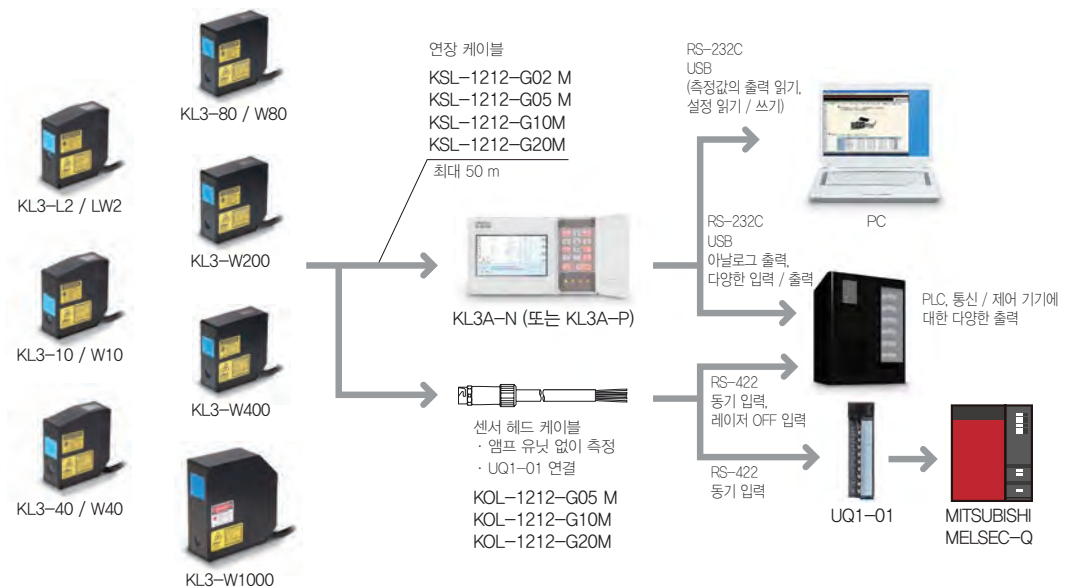 KL3-L2 / LW2
KL3-10 / W10
KL3-40 / W40
KL3-80 / W80
KL3-W200
KL3-W400
KL3-W1000
연장 케이블
KSL-1212-G02 M
KSL-1212-G05 M
KSL-1212-G10M
KSL-1212-G20M
최대 50 m
KL3A-N (또는 KL3A-P)
센서 헤드 케이블
· 앰프 유닛 없이 측정
· UQ1-01 연결
KOL-1212-G05 M
KOL-1212-G10M
KOL-1212-G20M
RS-232C
USB
(측정값의 출력 읽기,
설정 읽기 / 쓰기)
PC
RS-232C
USB
아날로그 출력,
다양한 입력 / 출력
PLC, 통신 / 제어 기기에
대한 다양한 출력
RS-422
동기 입력,
레이저 OFF 입력
RS-422
동기 입력
UQ1-01
MITSUBISHI
MELSEC-Q